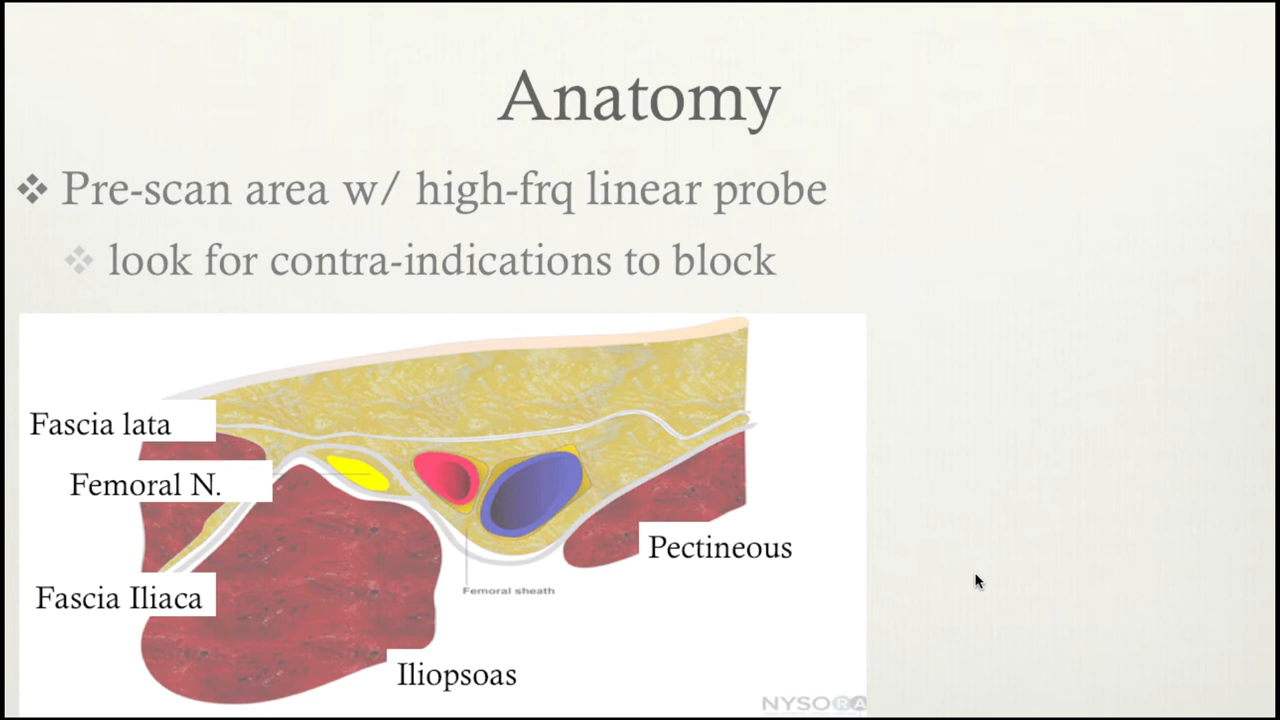 Anatomy
❖ Pre-scan area w/ high-frq linear probe
❖ look for contra-indications to block
Fascia lata
Femoral N.
Pectineous
Femoral sheath
Fascia Iliaca
Iliopsoas
NYSORA